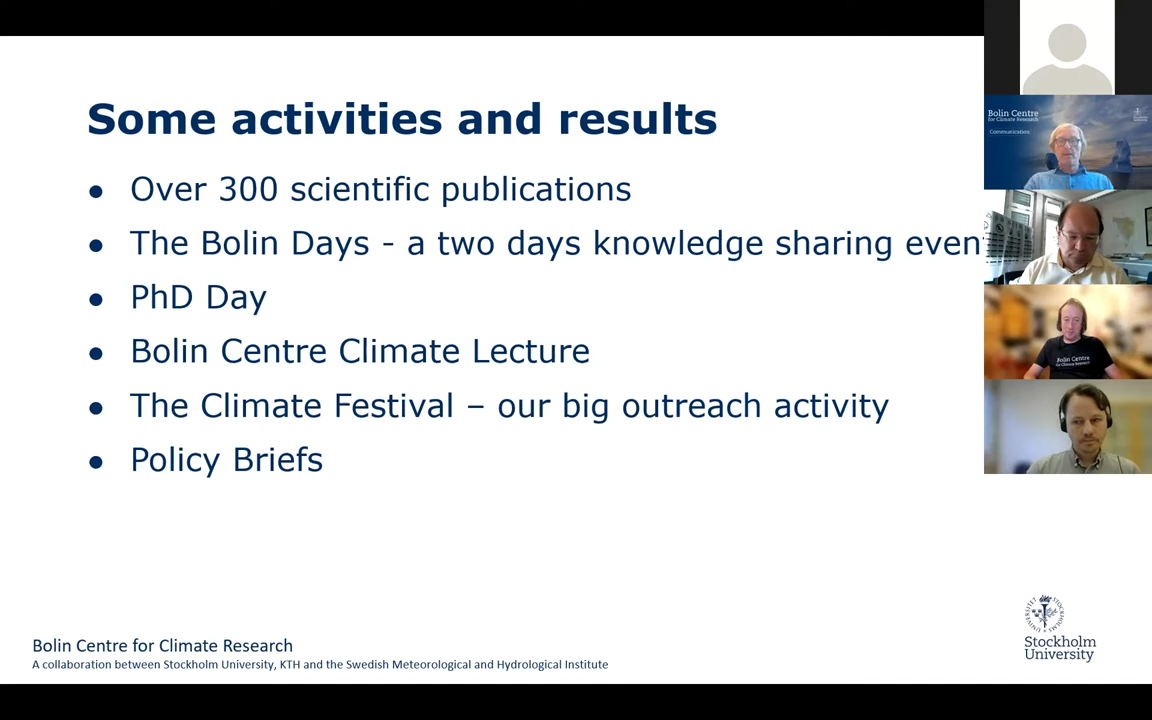 Some activities and results
● Over 300 scientific publications
● The Bolin Days - a two days knowledge sharing even
● PhD Day
● Bolin Centre Climate Lecture
● The Climate Festival – our big outreach activity
● Policy Briefs
Bolin Centre for Climate Research
A collaboration between Stockholm University, KTH and the Swedish Meteorological and Hydrological Institute
Stockholm
University
Bolin Centre
for Climate Research
Communication
Bolin Centre
for Climate Research